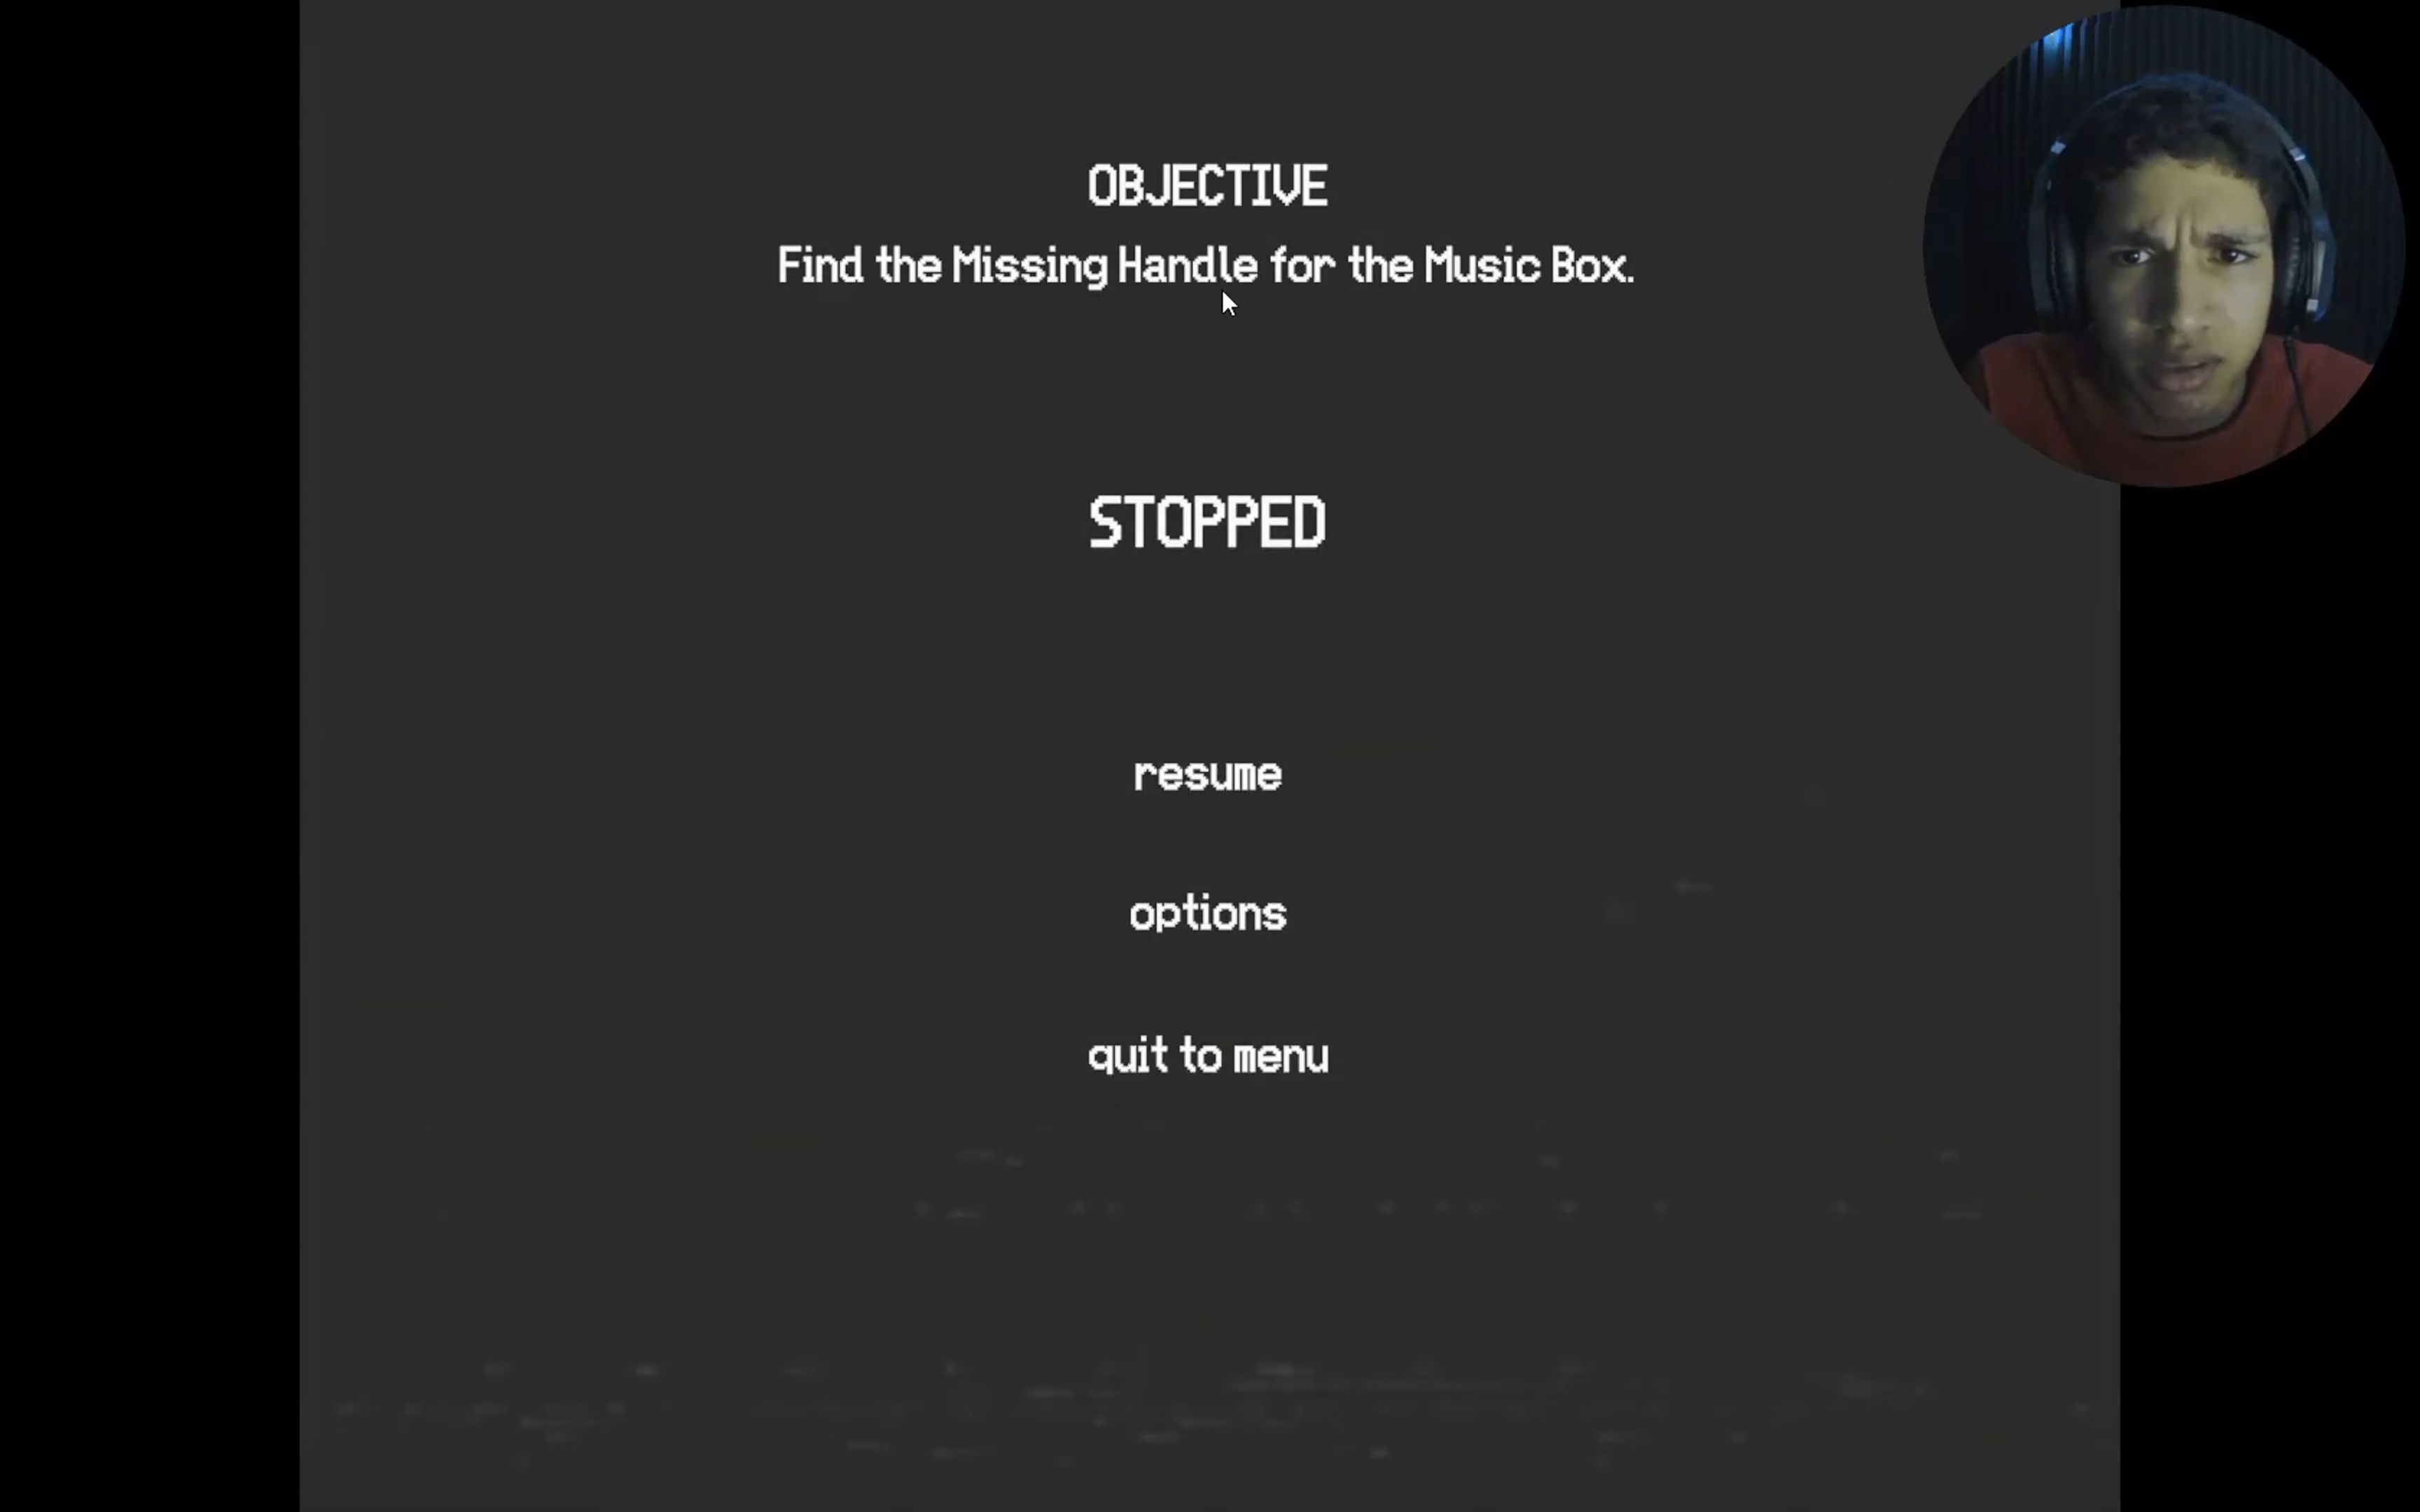 OBJECTIVE
Find the Missing Handle for the Music Box.
STOPPED
resume
options
quit to menu